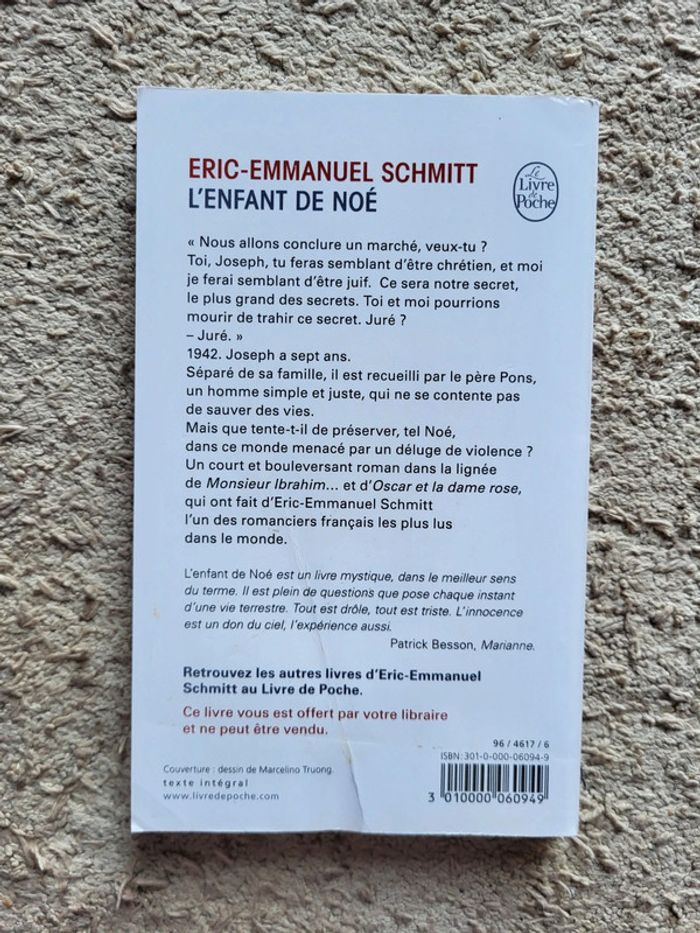 ERIC-EMMANUEL SCHMITT
L'ENFANT DE NOÉ
Le
Livre
de
Poche
« Nous allons conclure un marché, veux-tu ?
Toi, Joseph, tu feras semblant d'être chrétien, et moi
je ferai semblant d'être juif. Ce sera notre secret,
le plus grand des secrets. Toi et moi pourrions
mourir de trahir ce secret. Juré ?
– Juré. »
1942. Joseph a sept ans.
Séparé de sa famille, il est recueilli par le père Pons,
un homme simple et juste, qui ne se contente pas
de sauver des vies.
Mais que tente-t-il de préserver, tel Noé,
dans ce monde menacé par un déluge de violence ?
Un court et bouleversant roman dans la lignée
de Monsieur Ibrahim... et d'Oscar et la dame rose,
qui ont fait d'Eric-Emmanuel Schmitt
l'un des romanciers français les plus lus
dans le monde.
L'enfant de Noé est un livre mystique, dans le meilleur sens
du terme. Il est plein de questions que pose chaque instant
d'une vie terrestre. Tout est drôle, tout est triste. L'innocence
est un don du ciel, l'expérience aussi.
Patrick Besson, Marianne.
Retrouvez les autres livres d'Eric-Emmanuel
Schmitt au Livre de Poche.
Ce livre vous est offert par votre libraire
et ne peut être vendu.
96 / 4617 / 6
ISBN: 301-0-000-06094-9
Couverture : dessin de Marcelino Truong.
texte intégral
www.livredepoche.com
3 010000 060949